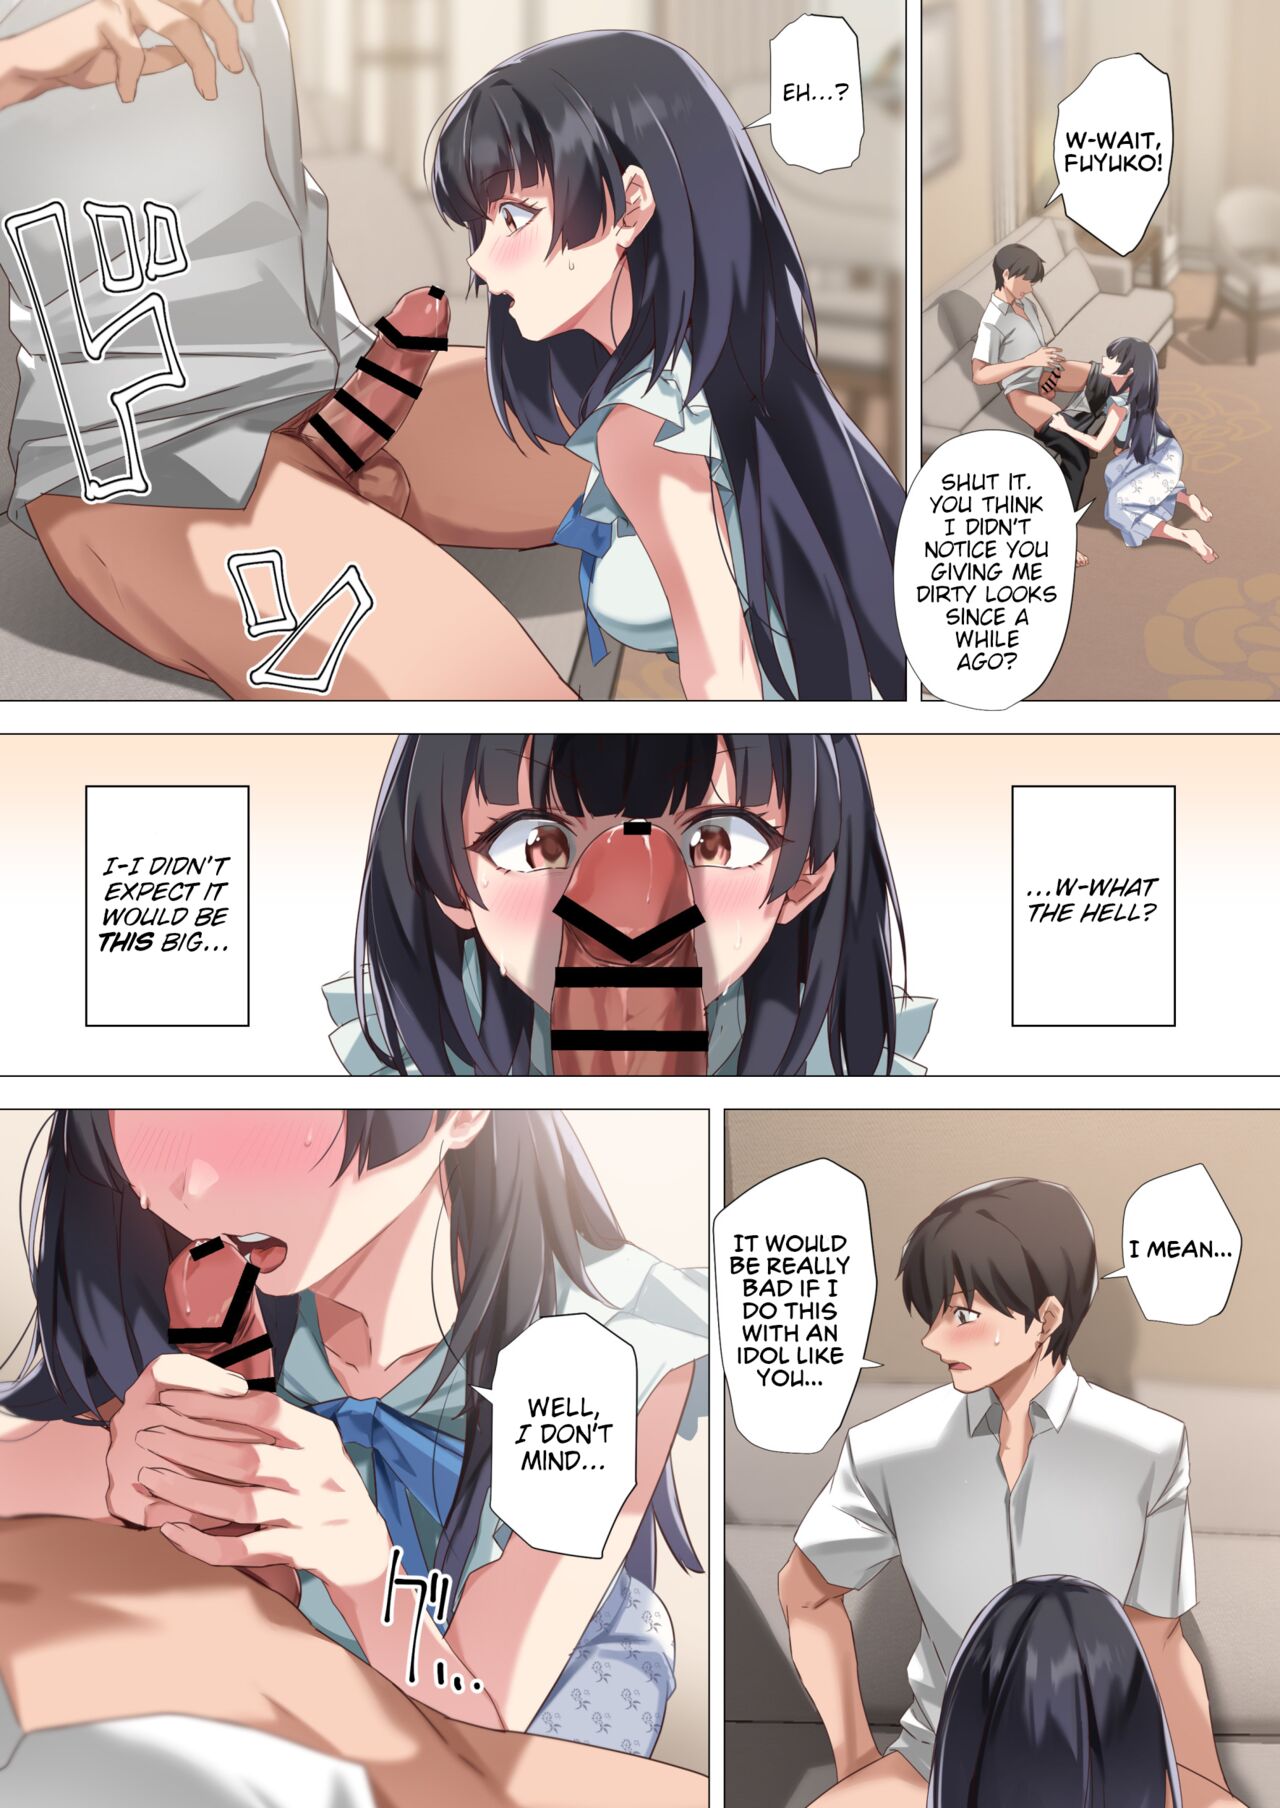 W-WAIT,
FUYUKO!
SHUT IT.
YOU THINK
I DIDN'T
NOTICE YOU
GIVING ME
DIRTY LOOKS
SINCE A
WHILE
AGO?
EH...?
ビ
ン
...W-WHAT
THE HELL?
I-I DIDN'T
EXPECT IT
WOULD BE
THIS BIG...
I MEAN...
IT WOULD
BE REALLY
BAD IF I
DO THIS
WITH AN
IDOL LIKE
YOU...
WELL,
I DON'T
MIND...